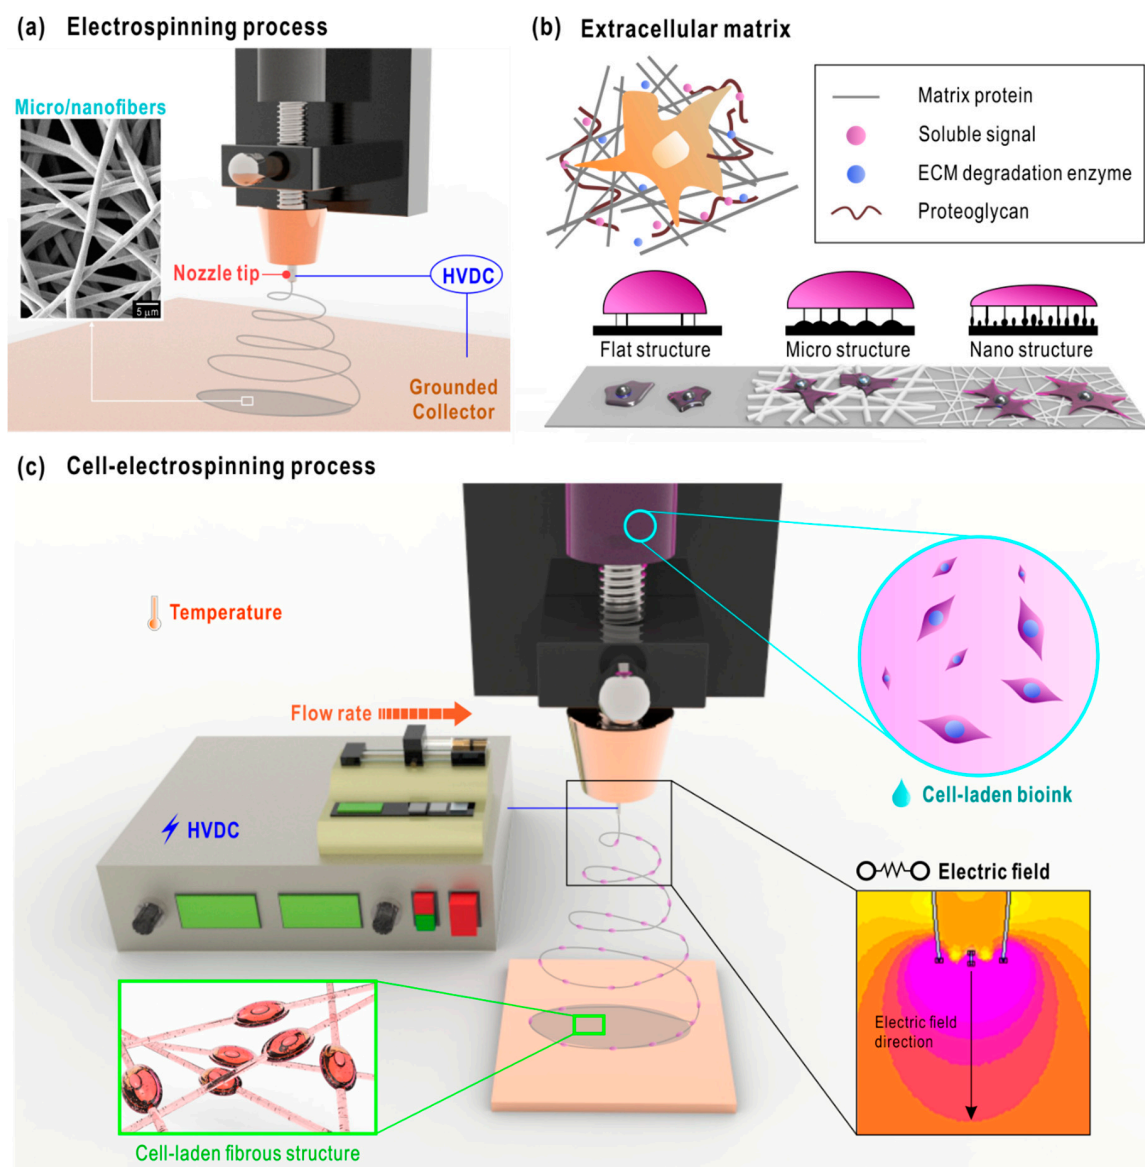 (a) Electrospinning process
Micro/nanofibers
5 µm
Nozzle tip
HVDC
Grounded
Collector
(b) Extracellular matrix
Matrix protein
Soluble signal
ECM degradation enzyme
Proteoglycan
Flat structure
Micro structure
Nano structure
(c) Cell-electrospinning process
Temperature
Flow rate
HVDC
Cell-laden bioink
Electric field
Electric field
direction
Cell-laden fibrous structure